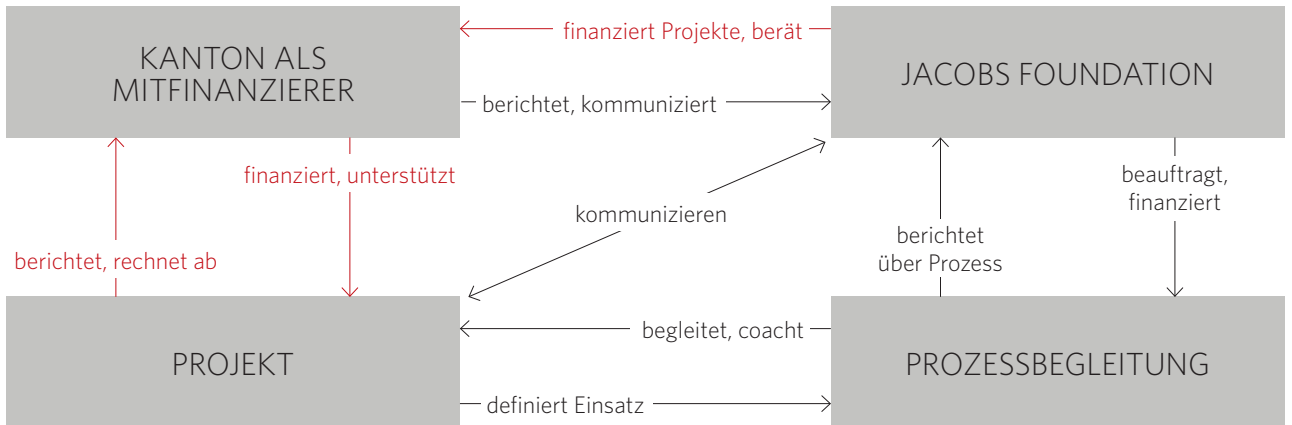 finanziert Projekte, berät
KANTON ALS
MITFINANZIERER
JACOBS FOUNDATION
berichtet, kommuniziert
finanziert, unterstützt
beauftragt,
finanziert
kommunizieren
berichtet
über Prozess
berichtet, rechnet ab
begleitet, coacht
PROJEKT
PROZESSBEGLEITUNG
definiert Einsatz